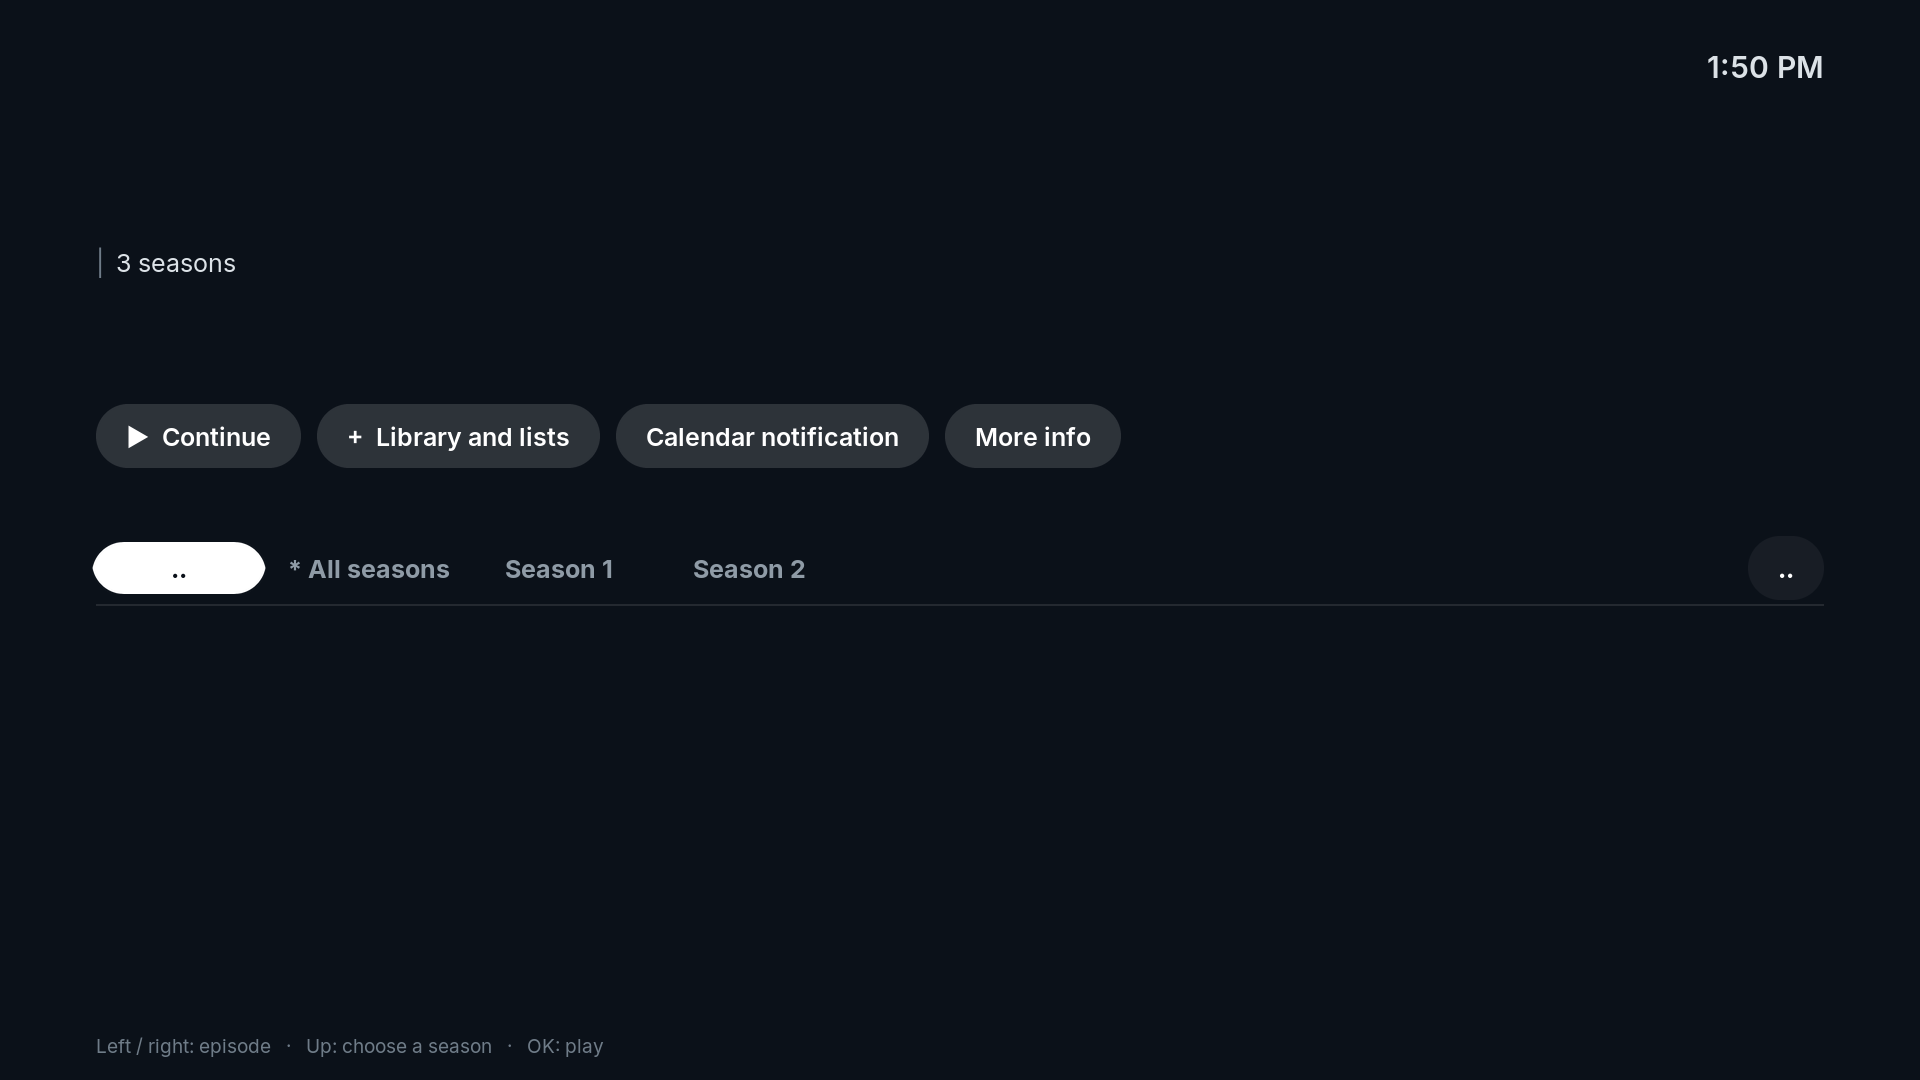 1:50 PM
3 seasons
▶ Continue
+ Library and lists
Calendar notification
More info
..
* All seasons
Season 1
Season 2
..
Left / right: episode · Up: choose a season · OK: play